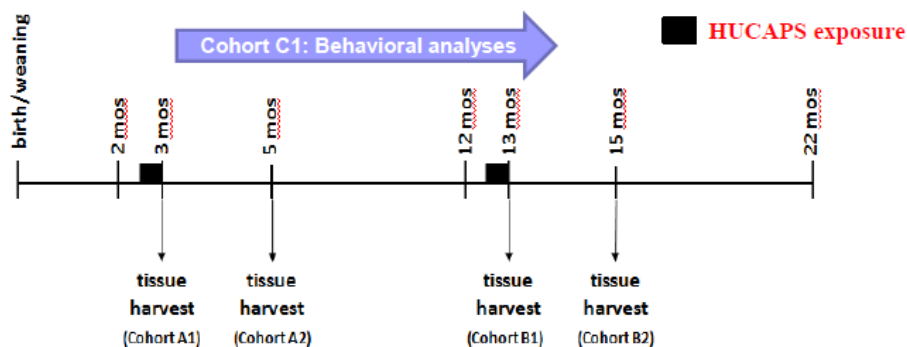 Cohort C1: Behavioral analyses
HUCAPS exposure
birth/weaning
2 mos
3 mos
5 mos
12 mos
13 mos
15 mos
22 mos
tissue
harvest
(Cohort A1)
tissue
harvest
(Cohort A2)
tissue
harvest
(Cohort B1)
tissue
harvest
(Cohort B2)